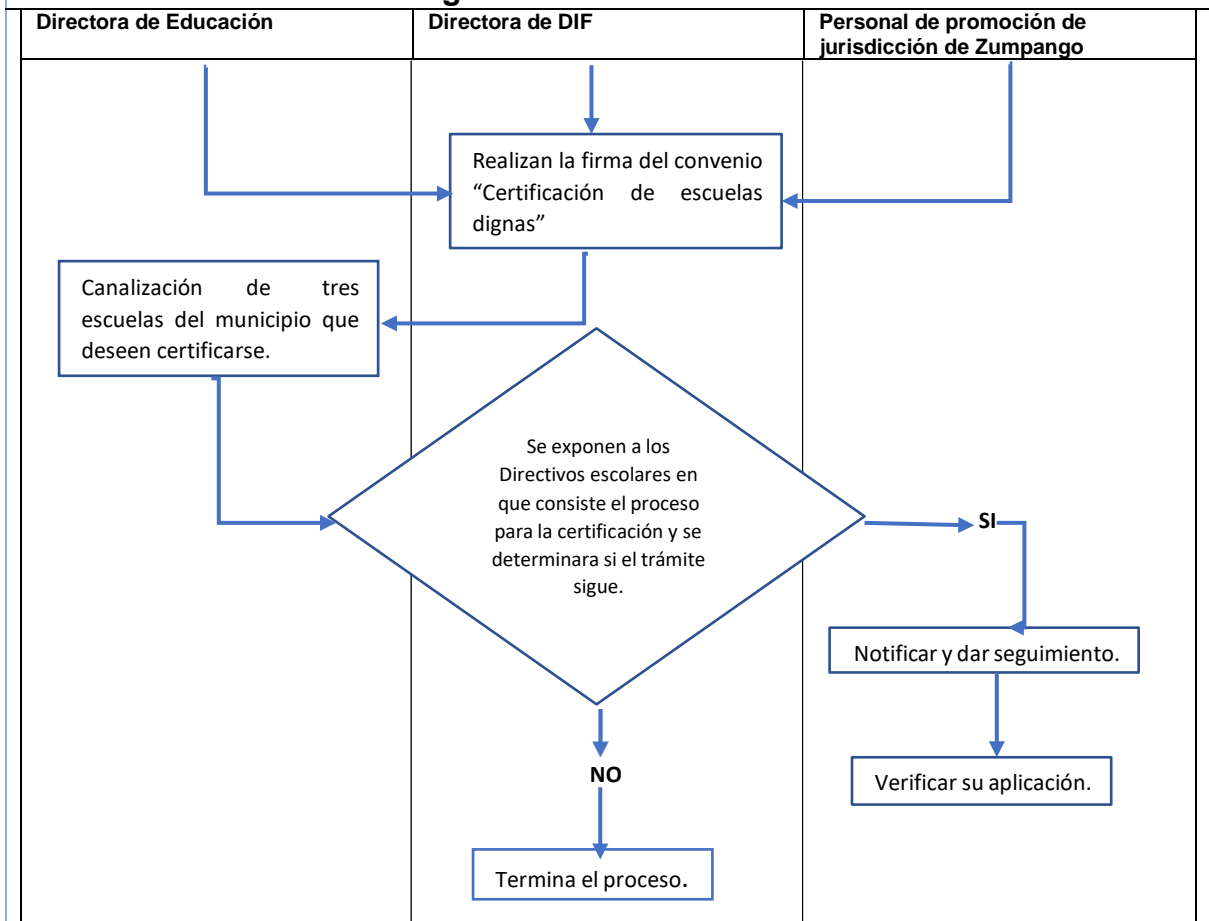 Directora de Educación
Directora de DIF
Personal de promoción de
jurisdicción de Zumpango
Realizan la firma del convenio
“Certificación de escuelas
dignas”
Canalización de tres
escuelas del municipio que
deseen certificarse.
Se exponen a los
Directivos escolares en
que consiste el proceso
para la certificación y se
determinara si el trámite
sigue.
SI
Notificar y dar seguimiento.
NO
Verificar su aplicación.
Termina el proceso.